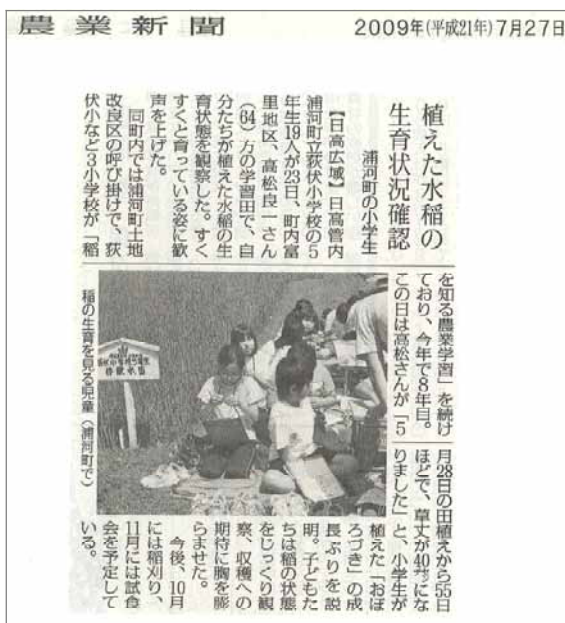 農業新聞
2009年(平成21年)7月27日
植えた水稲の
生育状況確認
浦河町の小学生
【日高広域】日高管内
浦河町立荻伏小学校の5
年生19人が23日、町内富
里地区、高松良一さん
(64)方の学習田で、自
分たちが植えた水稲の生
育状態を観察した。すく
すくと育っている姿に歓
声を上げた。
同町内では浦河町土地
改良区の呼び掛けで、荻
伏小など3小学校が「稲
を知る農業学習」を続け
ており、今年で8年目。
この日は高松さんが「5
月28日の田植えから55日
ほどで、草丈が40㌢にな
りました」と、小学生が
植えた「おぼ
ろづき」の成
長ぶりを説
明。子どもた
ちは稲の状態
をじっくり観
察、収穫への
期待に胸を膨
らませた。
今後、10月
には稲刈り、
11月には試食
会を予定して
いる。
稲の生育を見る児童(浦河町で)